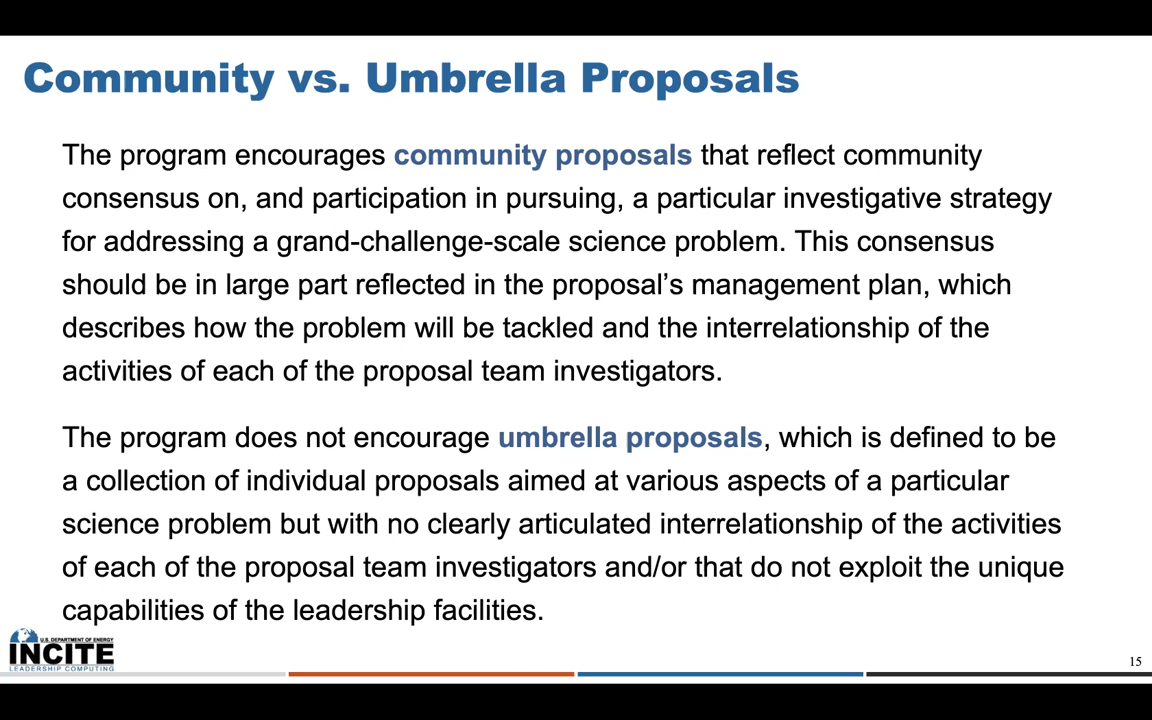 Community vs. Umbrella Proposals
The program encourages community proposals that reflect community
consensus on, and participation in pursuing, a particular investigative strategy
for addressing a grand-challenge-scale science problem. This consensus
should be in large part reflected in the proposal’s management plan, which
describes how the problem will be tackled and the interrelationship of the
activities of each of the proposal team investigators.
The program does not encourage umbrella proposals, which is defined to be
a collection of individual proposals aimed at various aspects of a particular
science problem but with no clearly articulated interrelationship of the activities
of each of the proposal team investigators and/or that do not exploit the unique
capabilities of the leadership facilities.
U.S. DEPARTMENT OF ENERGY
INCITE
LEADERSHIP COMPUTING
15